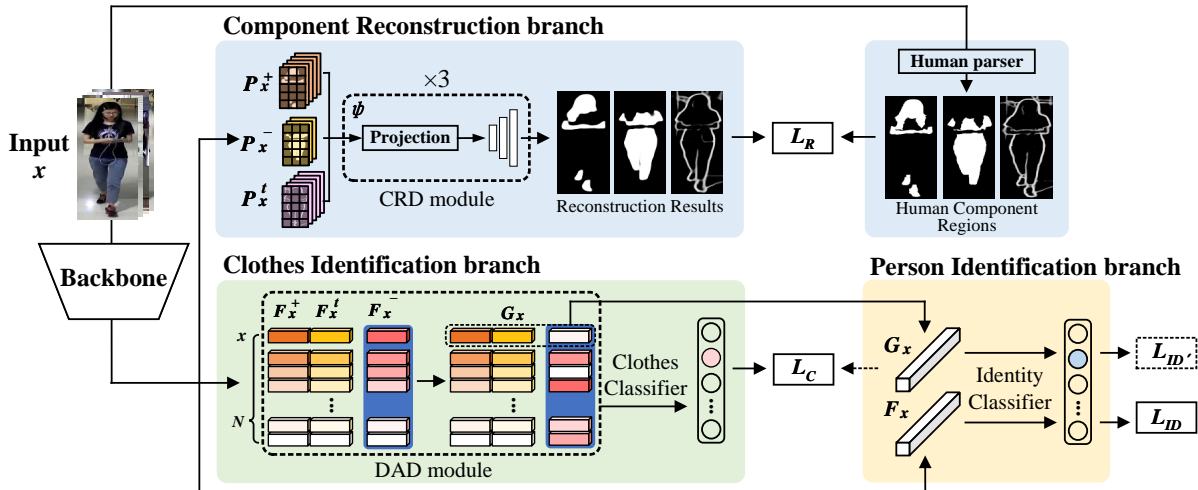 Component Reconstruction branch
Human parser
P_x^+
×3
ψ
Input
x
P_x^-
Projection
L_R
P_x^t
CRD module
Reconstruction Results
Human Component
Regions
Backbone
Clothes Identification branch
Person Identification branch
F_x^+ F_x^t F_x^-
G_x
x
G_x
L_ID′
Clothes
Classifier
L_C
Identity
Classifier
F_x
N
L_ID
DAD module